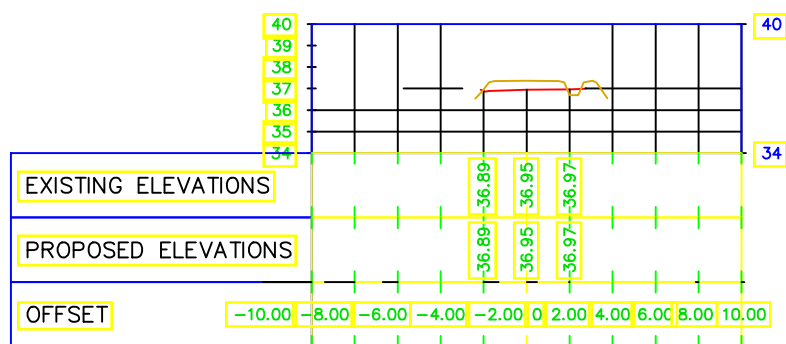 40 40
39
38
37
36
35
34 34
EXISTING ELEVATIONS 36.89 36.95 36.97
PROPOSED ELEVATIONS 36.89 36.95 36.97
OFFSET -10.00 -8.00 -6.00 -4.00 -2.00 0 2.00 4.00 6.00 8.00 10.00